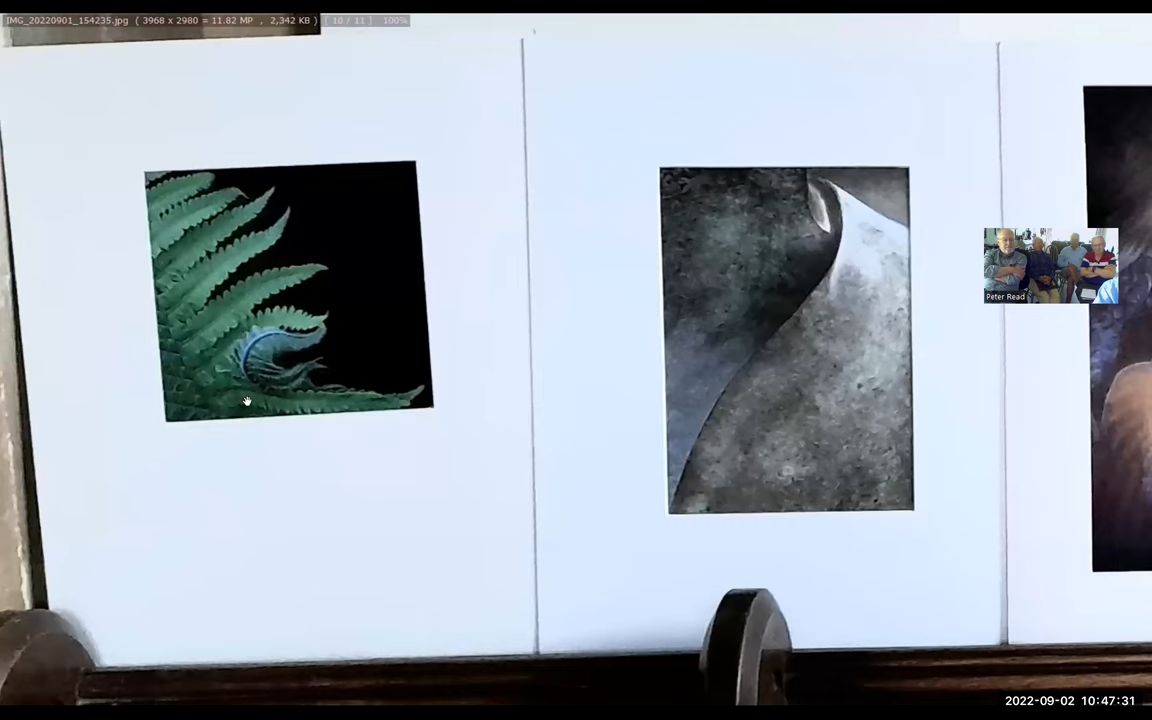 IMG_20220901_154235.jpg ( 3968 x 2980 = 11.82 MP , 2,342 KB ) [ 10 / 11 ] 100%
Peter Read
2022-09-02 10:47:31